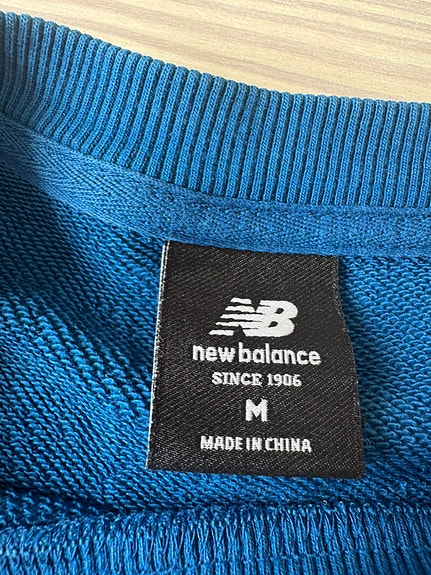 NB
new balance
SINCE 1906
M
MADE IN CHINA